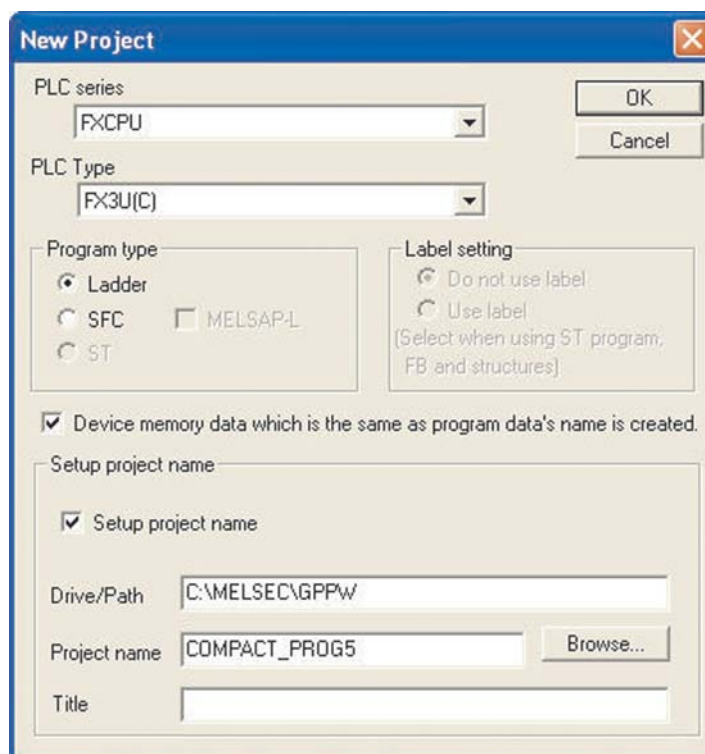 New Project
PLC series
FXCPU
OK
Cancel
PLC Type
FX3U(C)
Program type
Ladder
SFC
MELSAP-L
ST
Label setting
Do not use label
Use label
(Select when using ST program,
FB and structures)
Device memory data which is the same as program data's name is created.
Setup project name
Setup project name
Drive/Path
C:\MELSEC\GPPW
Project name
COMPACT_PROG5
Browse...
Title